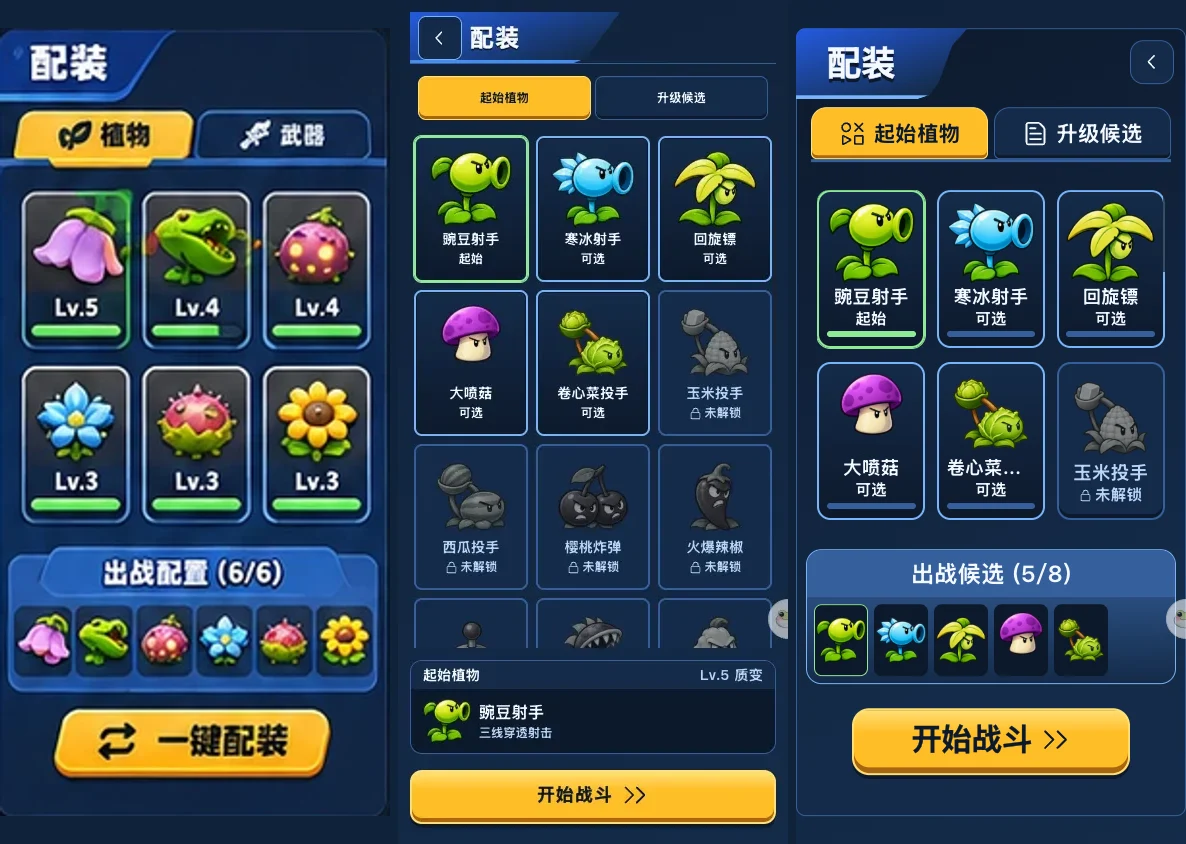 配装
植物
武器
Lv.5
Lv.4
Lv.4
Lv.3
Lv.3
Lv.3
出战配置 (6/6)
一键配装
配装
起始植物
升级候选
豌豆射手
起始
寒冰射手
可选
回旋镖
可选
大喷菇
可选
卷心菜投手
可选
玉米投手
未解锁
西瓜投手
未解锁
樱桃炸弹
未解锁
火爆辣椒
未解锁
起始植物
Lv.5 质变
豌豆射手
三线穿透射击
开始战斗
配装
起始植物
升级候选
豌豆射手
起始
寒冰射手
可选
回旋镖
可选
大喷菇
可选
卷心菜...
可选
玉米投手
未解锁
出战候选 (5/8)
开始战斗